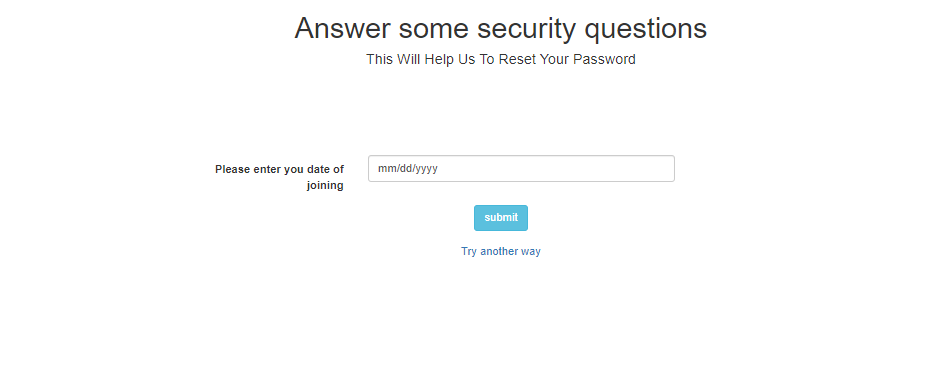 Answer some security questions
This Will Help Us To Reset Your Password
Please enter you date of
joining
mm/dd/yyyy
submit
Try another way